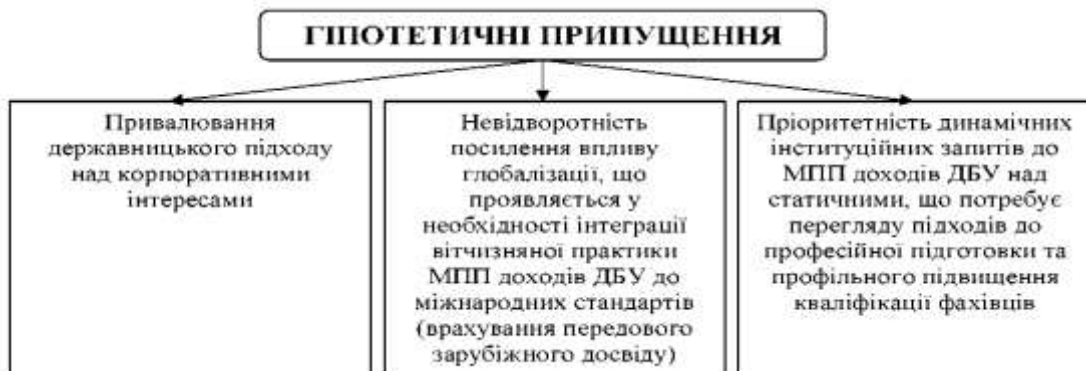 ГІПОТЕТИЧНІ ПРИПУЩЕННЯ
Привалювання
державницького підходу
над корпоративними
інтересами
Невідворотність
посилення впливу
глобалізації, що
проявляється у
необхідності інтеграції
вітчизняної практики
МПП доходів ДБУ до
міжнародних стандартів
(врахування передового
зарубіжного досвіду)
Пріоритетність динамічних
інституційних запитів до
МПП доходів ДБУ над
статичними, що потребує
перегляду підходів до
професійної підготовки та
профільного підвищення
кваліфікації фахівців